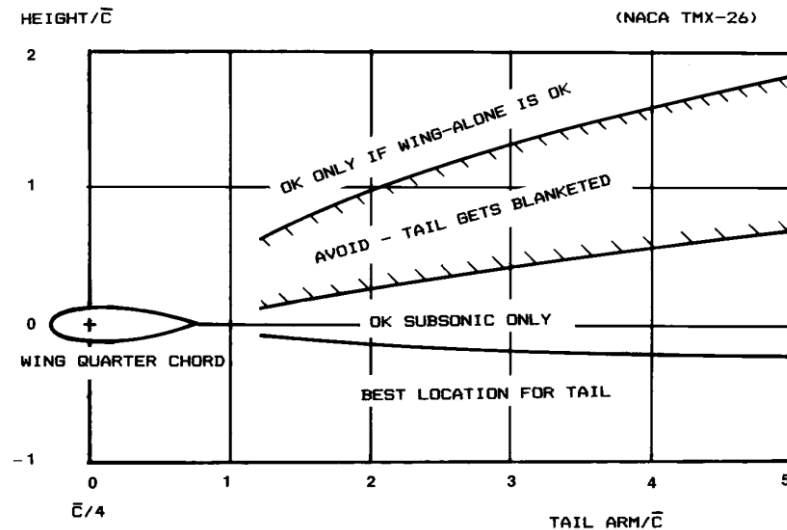 HEIGHT/C̅
(NACA TMX-26)
2
OK ONLY IF WING-ALONE IS OK
1
AVOID - TAIL GETS BLANKETED
0
OK SUBSONIC ONLY
WING QUARTER CHORD
BEST LOCATION FOR TAIL
-1
0 1 2 3 4 5
C̅/4
TAIL ARM/C̅